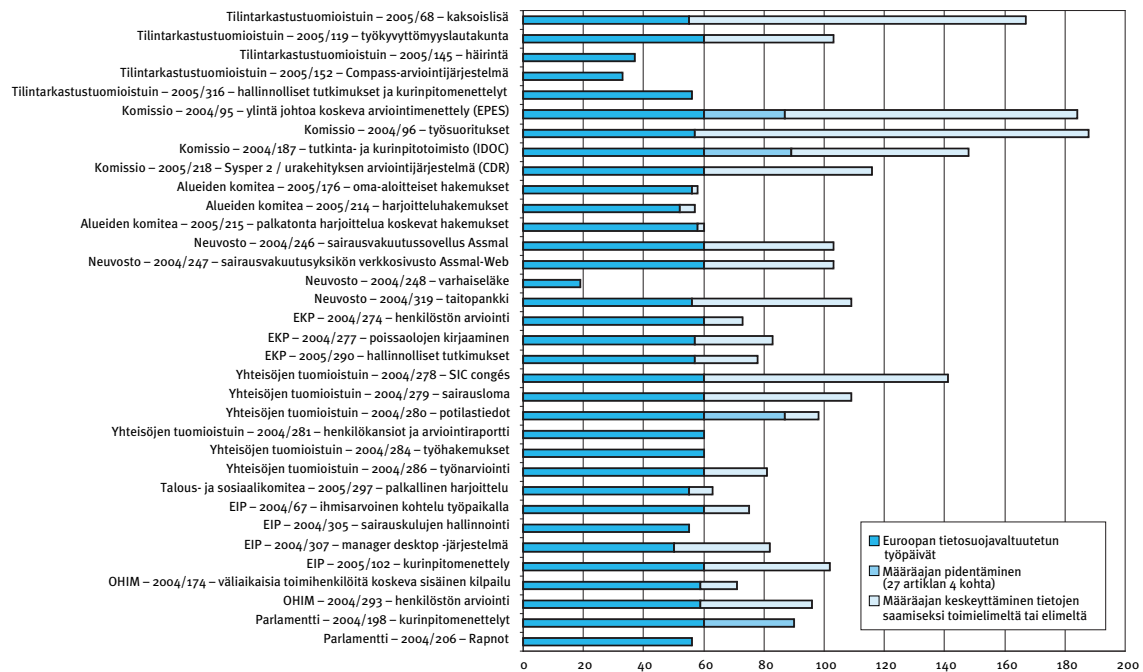 Tilintarkastustuomioistuin – 2005/68 – kaksoislisä
Tilintarkastustuomioistuin – 2005/119 – työkyvyttömyyslautakunta
Tilintarkastustuomioistuin – 2005/145 – häirintä
Tilintarkastustuomioistuin – 2005/152 – Compass-arviointijärjestelmä
Tilintarkastustuomioistuin – 2005/316 – hallinnolliset tutkimukset ja kurinpitomenettelyt
Komissio – 2004/95 – ylintä johtoa koskeva arviointimenettely (EPES)
Komissio – 2004/96 – työsuoritukset
Komissio – 2004/187 – tutkinta- ja kurinpitotoimisto (IDOC)
Komissio – 2005/218 – Sysper 2 / urakehityksen arviointijärjestelmä (CDR)
Alueiden komitea – 2005/176 – oma-aloitteiset hakemukset
Alueiden komitea – 2005/214 – harjoitteluhakemukset
Alueiden komitea – 2005/215 – palkatonta harjoittelua koskevat hakemukset
Neuvosto – 2004/246 – sairausvakuutussovellus Assmal
Neuvosto – 2004/247 – sairausvakuutusyksikön verkkosivusto Assmal-Web
Neuvosto – 2004/248 – varhaiseläke
Neuvosto – 2004/319 – taitopankki
EKP – 2004/274 – henkilöstön arviointi
EKP – 2004/277 – poissaolojen kirjaaminen
EKP – 2005/290 – hallinnolliset tutkimukset
Yhteisöjen tuomioistuin – 2004/278 – SIC congés
Yhteisöjen tuomioistuin – 2004/279 – sairausloma
Yhteisöjen tuomioistuin – 2004/280 – potilastiedot
Yhteisöjen tuomioistuin – 2004/281 – henkilökansiot ja arviointiraportti
Yhteisöjen tuomioistuin – 2004/284 – työhakemukset
Yhteisöjen tuomioistuin – 2004/286 – työnarviointi
Talous- ja sosiaalikomitea – 2005/297 – palkallinen harjoittelu
EIP – 2004/67 – ihmisarvoinen kohtelu työpaikalla
EIP – 2004/305 – sairauskulujen hallinnointi
EIP – 2004/307 – manager desktop -järjestelmä
EIP – 2005/102 – kurinpitomenettely
OHIM – 2004/174 – väliaikaisia toimihenkilöitä koskeva sisäinen kilpailu
OHIM – 2004/293 – henkilöstön arviointi
Parlamentti – 2004/198 – kurinpitomenettelyt
Parlamentti – 2004/206 – Rapnot
0 20 40 60 80 100 120 140 160 180 200
Euroopan tietosuojavaltuutetun
työpäivät
Määräajan pidentäminen
(27 artiklan 4 kohta)
Määräajan keskeyttäminen tietojen
saamiseksi toimielimeltä tai elimeltä